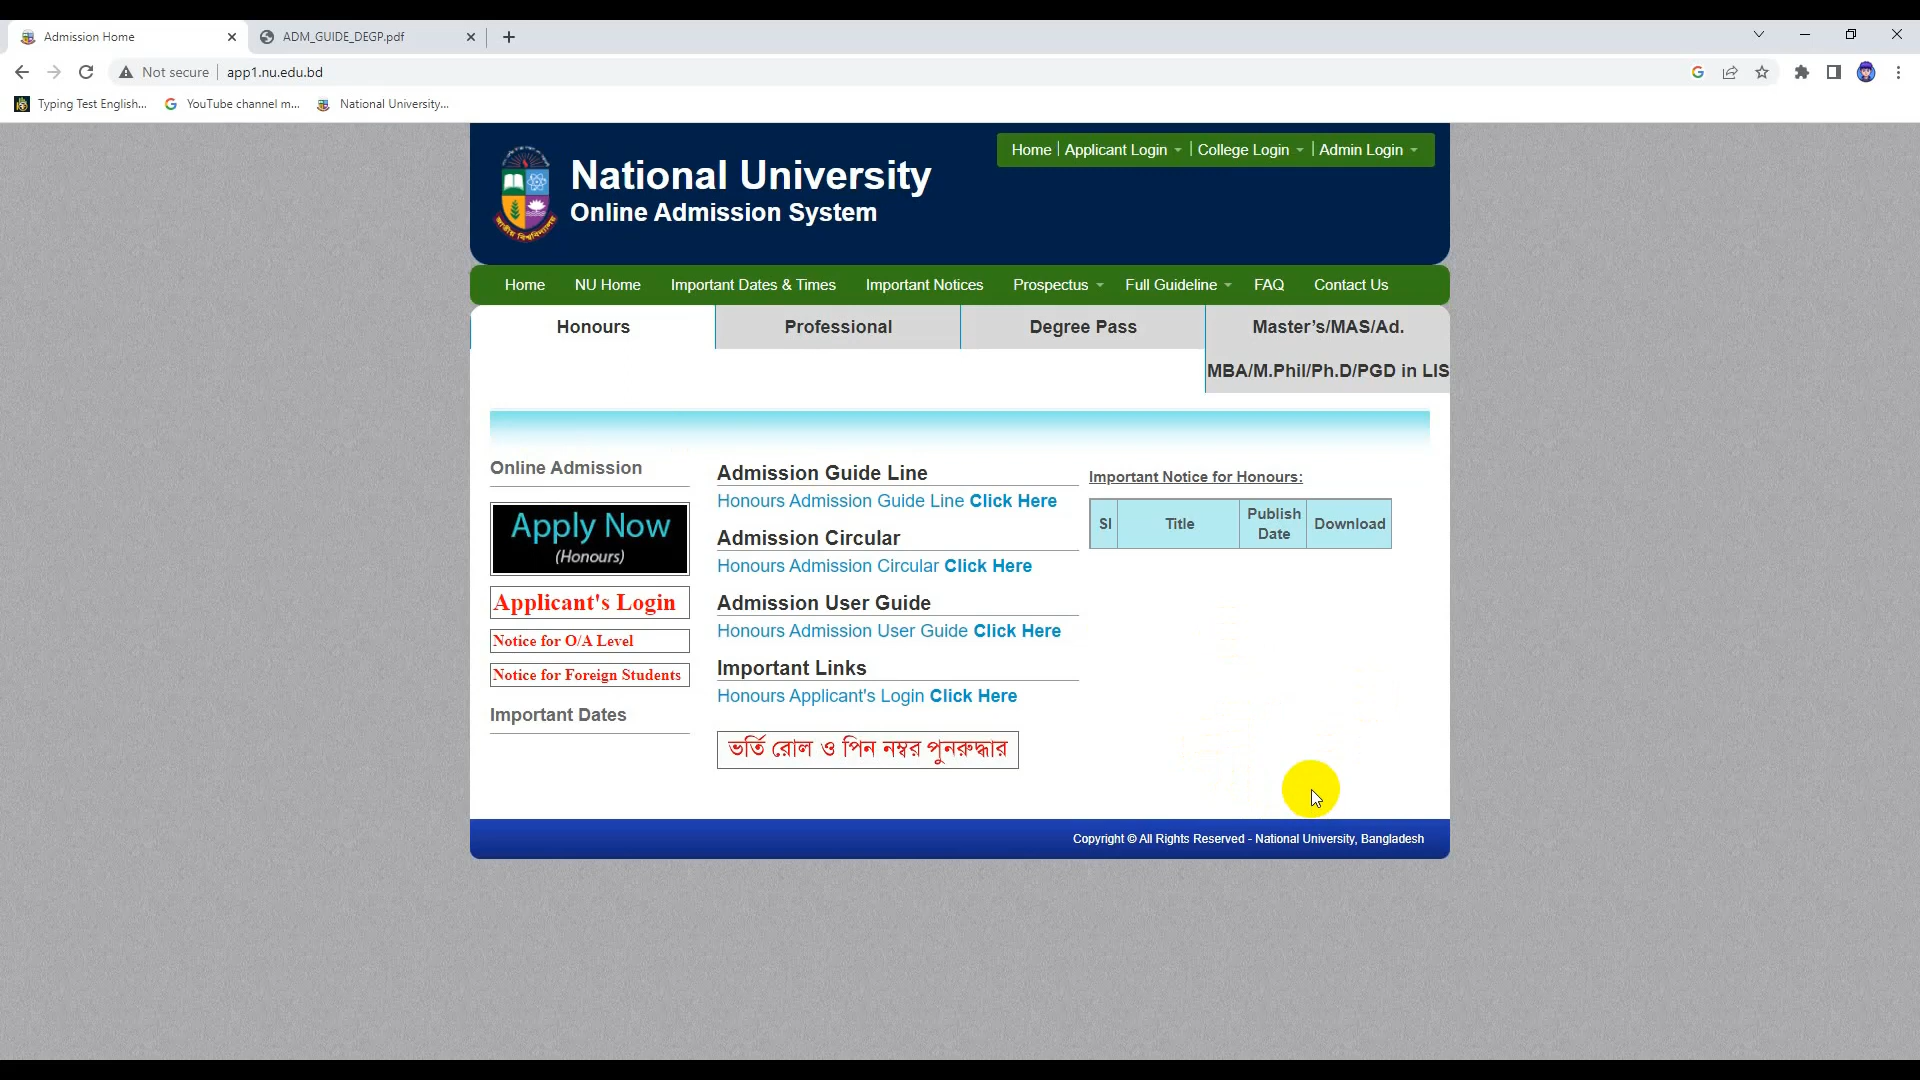 Admission Home
ADM_GUIDE_DEGP.pdf
Not secure
app1.nu.edu.bd
Typing Test English...
YouTube channel m...
National University...
Home
Applicant Login
College Login
Admin Login
National University
Online Admission System
Home
NU Home
Important Dates & Times
Important Notices
Prospectus
Full Guideline
FAQ
Contact Us
Honours
Professional
Degree Pass
Master’s/MAS/Ad.
MBA/M.Phil/Ph.D/PGD in LIS
Online Admission
Apply Now
(Honours)
Applicant's Login
Notice for O/A Level
Notice for Foreign Students
Important Dates
Admission Guide Line
Honours Admission Guide Line Click Here
Admission Circular
Honours Admission Circular Click Here
Admission User Guide
Honours Admission User Guide Click Here
Important Links
Honours Applicant's Login Click Here
ভর্তি রোল ও পিন নম্বর পুনরুদ্ধার
Important Notice for Honours:
Sl
Title
Publish
Date
Download
Copyright © All Rights Reserved - National University, Bangladesh